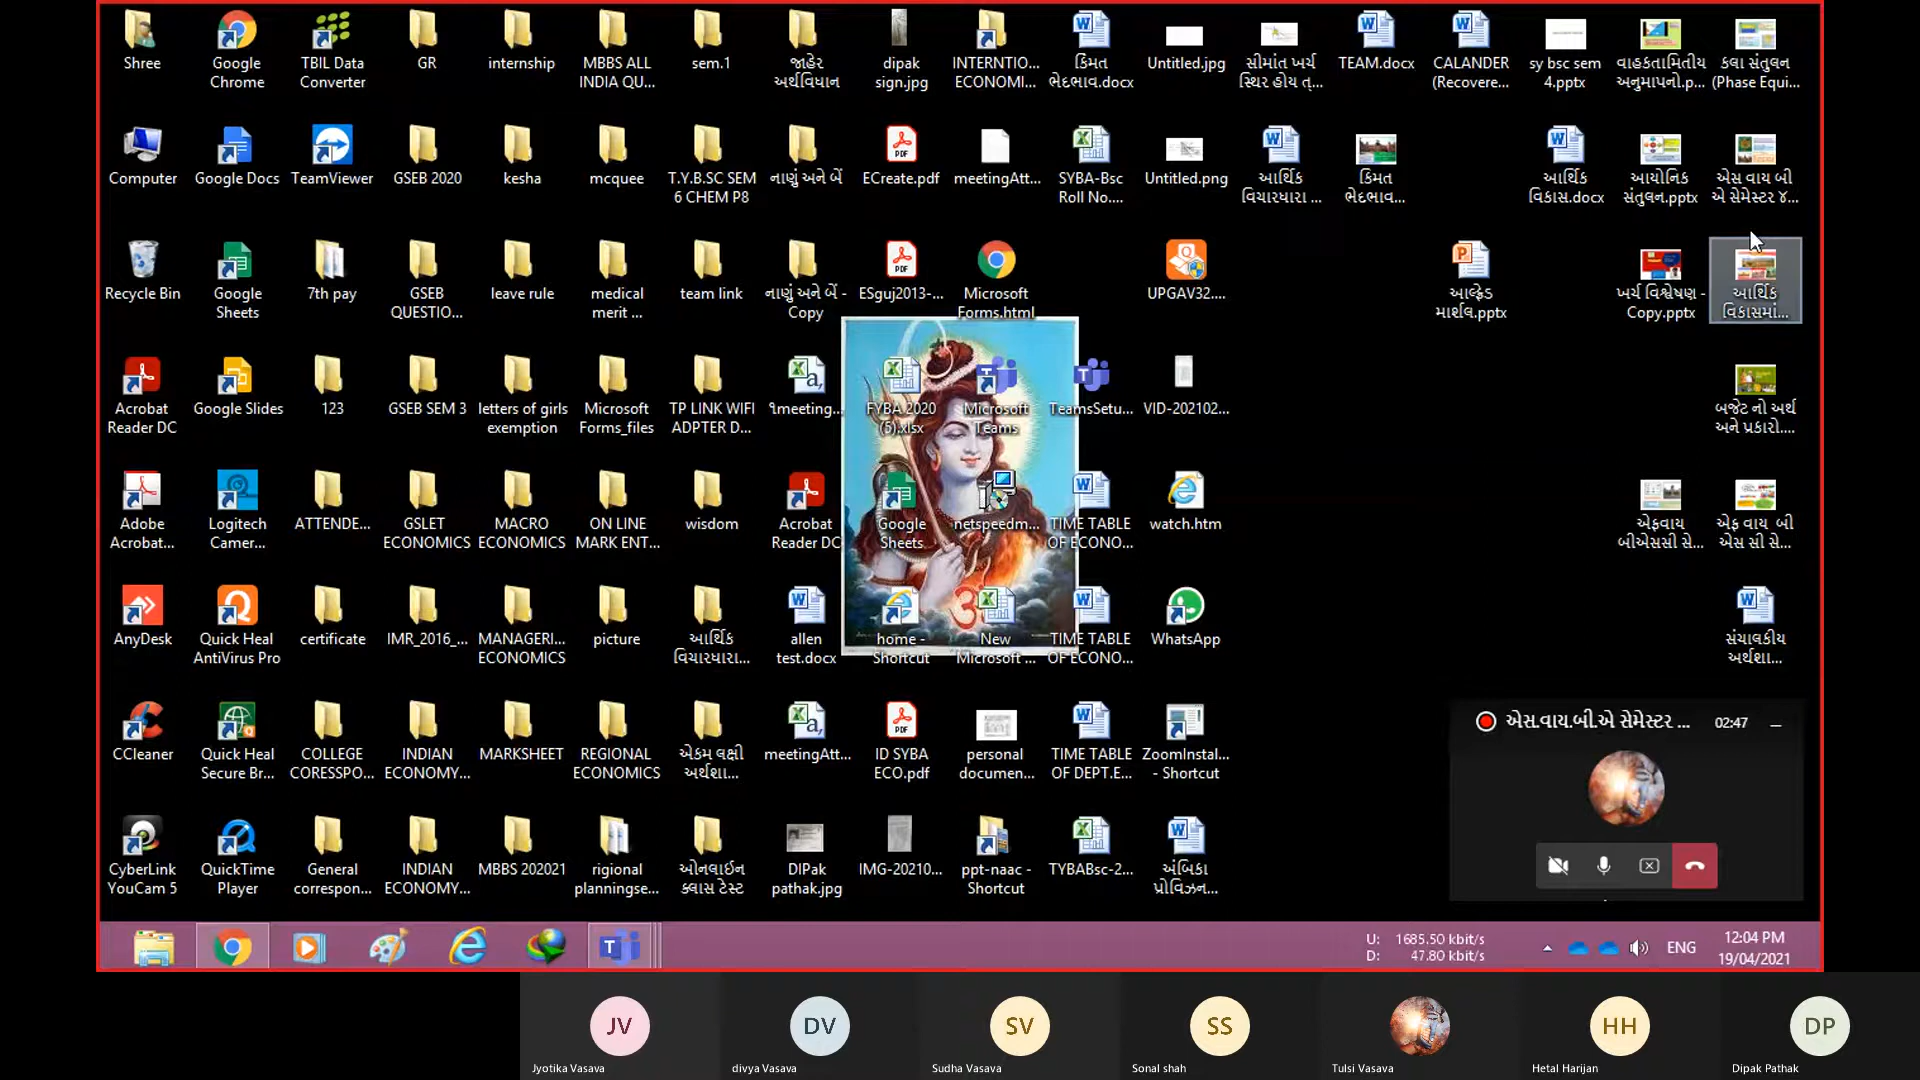 Shree
Google
Chrome
TBIL Data
Converter
GR
internship
MBBS ALL
INDIA QU...
sem.1
જાહેર
અર્થવિધાન
dipak
sign.jpg
INTERNTIO...
ECONOMI...
કિંમત
ભેદભાવ.docx
Untitled.jpg
સીમાંત ખર્ચ
સ્થિર હોય ત્...
TEAM.docx
CALANDER
(Recovere...
sy bsc sem
4.pptx
વાહકતામિતીય
અનુમાપનો.p...
કલા સંતુલન
(Phase Equi...
Computer
Google Docs
TeamViewer
GSEB 2020
kesha
mcquee
T.Y.B.SC SEM
6 CHEM P8
નાણું અને બેં
ECreate.pdf
meetingAtt...
SYBA-Bsc
Roll No....
Untitled.png
આર્થિક
વિચારધારા ...
કિંમત
ભેદભાવ...
આર્થિક
વિકાસ.docx
આયોનિક
સંતુલન.pptx
એસ વાય બી
એ સેમેસ્ટર ૪...
Recycle Bin
Google
Sheets
7th pay
GSEB
QUESTIO...
leave rule
medical
merit ...
team link
નાણું અને બેં -
Copy
ESguj2013-...
Microsoft
Forms.html
UPGAV32....
આલ્ફ્રેડ
માર્શલ.pptx
ખર્ચ વિશ્લેષણ -
Copy.pptx
આર્થિક
વિકાસમાં...
Acrobat
Reader DC
Google Slides
123
GSEB SEM 3
letters of girls
exemption
Microsoft
Forms_files
TP LINK WIFI
ADPTER D...
૧meeting...
FYBA 2020
(5).xlsx
Microsoft
Teams
TeamsSetu...
VID-202102...
બજેટ નો અર્થ
અને પ્રકારો....
Adobe
Acrobat...
Logitech
Camer...
ATTENDE...
GSLET
ECONOMICS
MACRO
ECONOMICS
ON LINE
MARK ENT...
wisdom
Acrobat
Reader DC
Google
Sheets
netspeedm...
TIME TABLE
OF ECONO...
watch.htm
એફવાય
બીએસસી સે...
એફ વાય બી
એસ સી સે...
AnyDesk
Quick Heal
AntiVirus Pro
certificate
IMR_2016_...
MANAGERI...
ECONOMICS
picture
આર્થિક
વિચારધારા...
allen
test.docx
home -
Shortcut
New
Microsoft ...
TIME TABLE
OF ECONO...
WhatsApp
સંચાલકીય
અર્થશા...
CCleaner
Quick Heal
Secure Br...
COLLEGE
CORESSPO...
INDIAN
ECONOMY...
MARKSHEET
REGIONAL
ECONOMICS
એકમ લક્ષી
અર્થશા...
meetingAtt...
ID SYBA
ECO.pdf
personal
documen...
TIME TABLE
OF DEPT.E...
ZoomInstal...
- Shortcut
એસ.વાય.બી.એ સેમેસ્ટર ...
02:47
CyberLink
YouCam 5
QuickTime
Player
General
correspon...
INDIAN
ECONOMY...
MBBS 202021
rigional
planningse...
ઓનલાઈન
ક્લાસ ટેસ્ટ
DIPak
pathak.jpg
IMG-20210...
ppt-naac -
Shortcut
TYBABsc-2...
અંબિકા
પ્રોવિઝન...
U: 1685.50 kbit/s
D: 47.80 kbit/s
ENG
12:04 PM
19/04/2021
JV
DV
SV
SS
HH
DP
Jyotika Vasava
divya Vasava
Sudha Vasava
Sonal shah
Tulsi Vasava
Hetal Harijan
Dipak Pathak